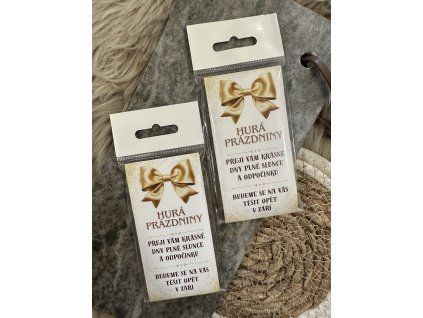 HURÁ
PRÁZDNINY
PŘEJI VÁM KRÁSNÉ
DNY PLNÉ SLUNCE
A ODPOČINKU
BUDEME SE NA VÁS
TĚŠIT OPĚT
V ZÁŘÍ
HURÁ
PRÁZDNINY
PŘEJI VÁM KRÁSNÉ
DNY PLNÉ SLUNCE
A ODPOČINKU
BUDEME SE NA VÁS
TĚŠIT OPĚT
V ZÁŘÍ